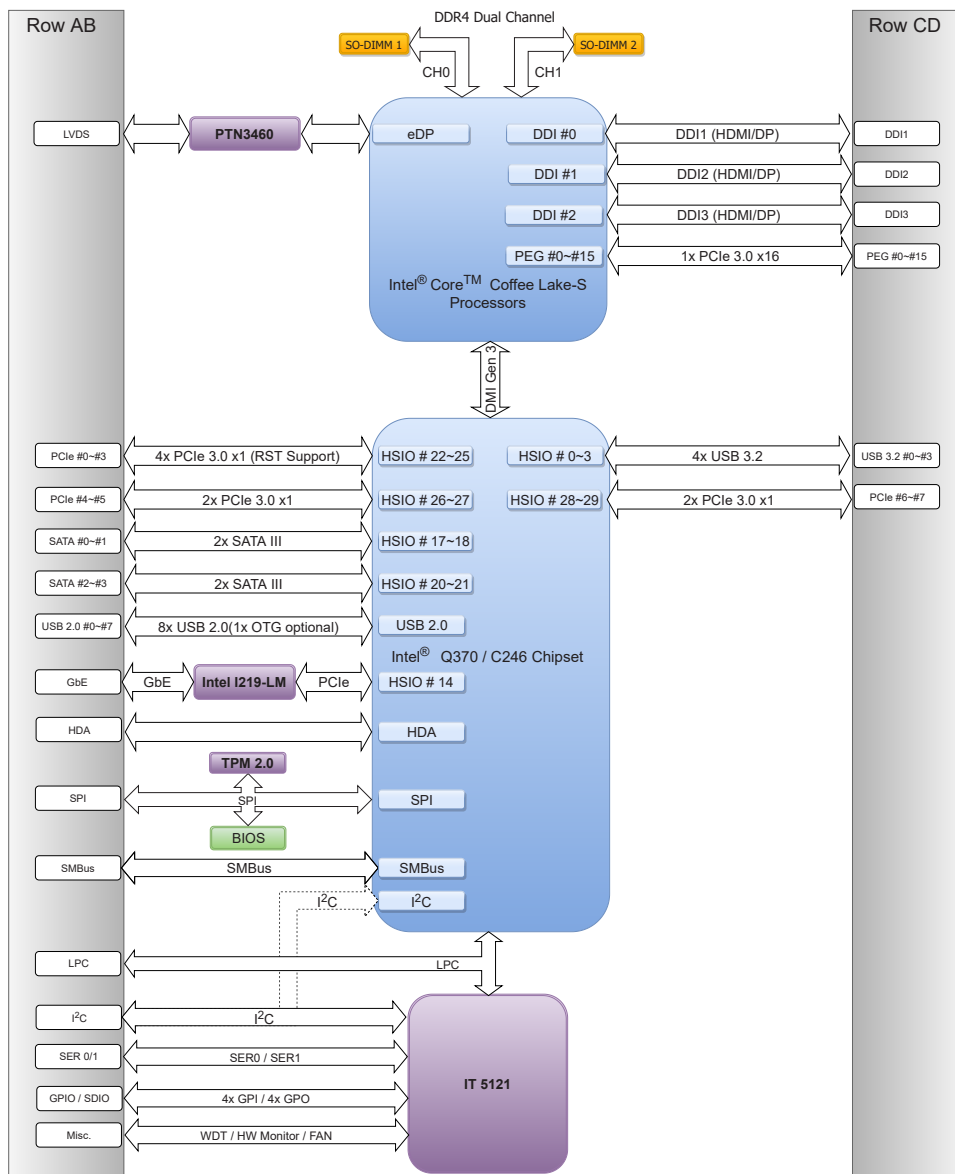 Row AB
DDR4 Dual Channel
Row CD
SO-DIMM 1
SO-DIMM 2
CH0
CH1
LVDS
PTN3460
eDP
DDI #0
DDI1 (HDMI/DP)
DDI1
DDI #1
DDI2 (HDMI/DP)
DDI2
DDI #2
DDI3 (HDMI/DP)
DDI3
PEG #0~#15
1x PCIe 3.0 x16
PEG #0~#15
Intel® Core™ Coffee Lake-S
Processors
DMI Gen 3
PCIe #0~#3
4x PCIe 3.0 x1 (RST Support)
HSIO # 22~25
HSIO # 0~3
4x USB 3.2
USB 3.2 #0~#3
PCIe #4~#5
2x PCIe 3.0 x1
HSIO # 26~27
HSIO # 28~29
2x PCIe 3.0 x1
PCIe #6~#7
SATA #0~#1
2x SATA III
HSIO # 17~18
SATA #2~#3
2x SATA III
HSIO # 20~21
USB 2.0 #0~#7
8x USB 2.0(1x OTG optional)
USB 2.0
Intel® Q370 / C246 Chipset
GbE
GbE
Intel I219-LM
PCIe
HSIO # 14
HDA
HDA
TPM 2.0
SPI
SPI
SPI
BIOS
SMBus
SMBus
SMBus
I²C
I²C
LPC
LPC
I²C
I²C
SER 0/1
SER0 / SER1
IT 5121
GPIO / SDIO
4x GPI / 4x GPO
Misc.
WDT / HW Monitor / FAN